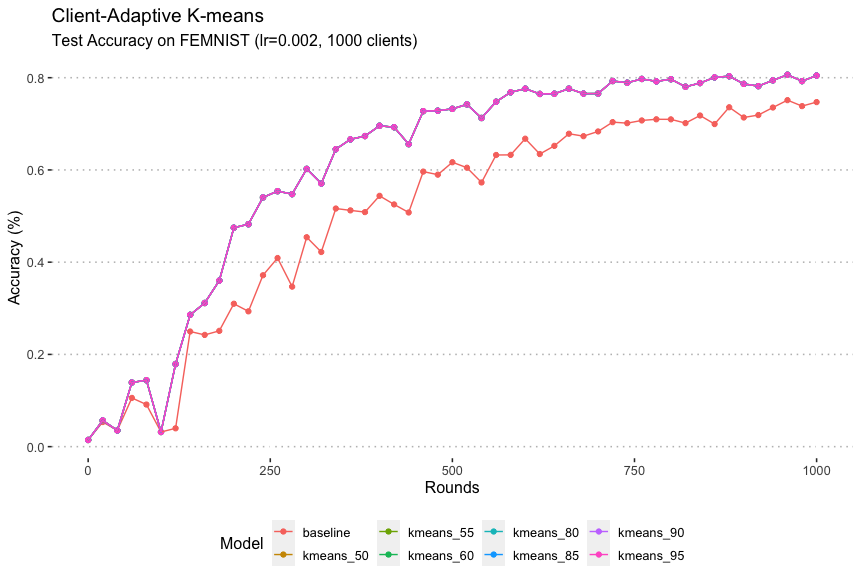 Client-Adaptive K-means
Test Accuracy on FEMNIST (lr=0.002, 1000 clients)
Accuracy (%)
0.8
0.6
0.4
0.2
0.0
0 250 500 750 1000
Rounds
Model
baseline kmeans_55 kmeans_80 kmeans_90
kmeans_50 kmeans_60 kmeans_85 kmeans_95